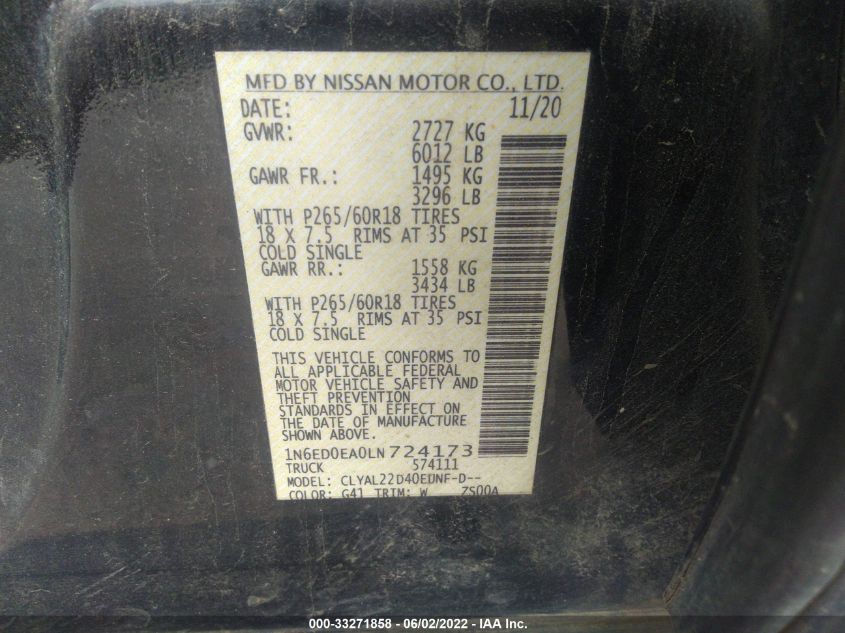 MFD BY NISSAN MOTOR CO., LTD.
DATE: 11/20
GVWR: 2727 KG
6012 LB
GAWR FR.: 1495 KG
3296 LB
WITH P265/60R18 TIRES
18 X 7.5 RIMS AT 35 PSI
COLD SINGLE
GAWR RR.: 1558 KG
3434 LB
WITH P265/60R18 TIRES
18 X 7.5 RIMS AT 35 PSI
COLD SINGLE
THIS VEHICLE CONFORMS TO
ALL APPLICABLE FEDERAL
MOTOR VEHICLE SAFETY AND
THEFT PREVENTION
STANDARDS IN EFFECT ON
THE DATE OF MANUFACTURE
SHOWN ABOVE.
1N6ED0EA0LN 724173
TRUCK 574111
MODEL: CLYAL22D40EUNF-D--
COLOR: G41 TRIM: W ZS00A
000-33271858 - 06/02/2022 - IAA Inc.